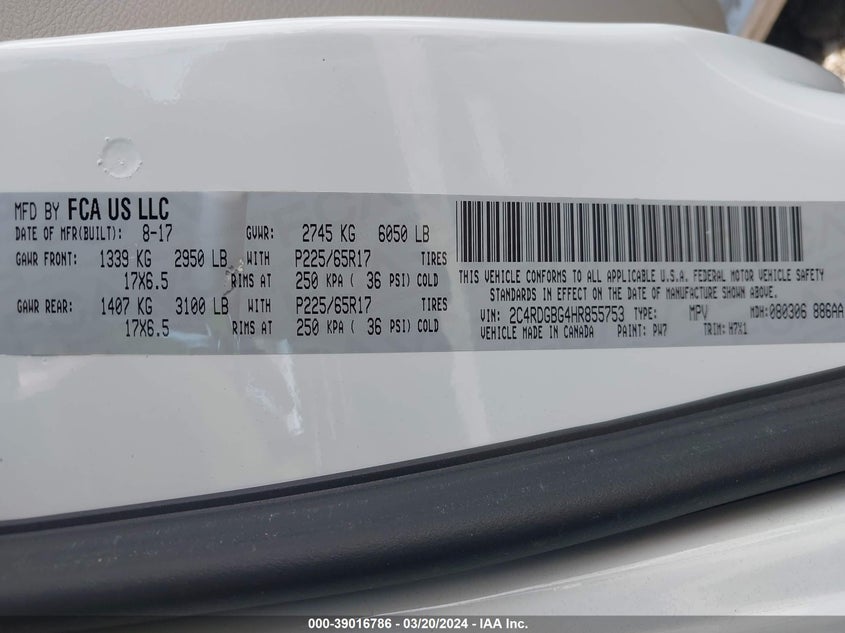 MFD BY FCA US LLC
DATE OF MFR(BUILT): 8-17 GVWR: 2745 KG 6050 LB
GAWR FRONT: 1339 KG 2950 LB WITH P225/65R17 TIRES
17X6.5 RIMS AT 250 KPA ( 36 PSI) COLD
GAWR REAR: 1407 KG 3100 LB WITH P225/65R17 TIRES
17X6.5 RIMS AT 250 KPA ( 36 PSI) COLD
THIS VEHICLE CONFORMS TO ALL APPLICABLE U.S.A. FEDERAL MOTOR VEHICLE SAFETY
STANDARDS IN EFFECT ON THE DATE OF MANUFACTURE SHOWN ABOVE.
VIN: 2C4RDGBG4HR855753 TYPE: MPV MDH: 080306 886AA
VEHICLE MADE IN CANADA PAINT: PW7 TRIM: H7X1
000-39016786 - 03/20/2024 - IAA Inc.